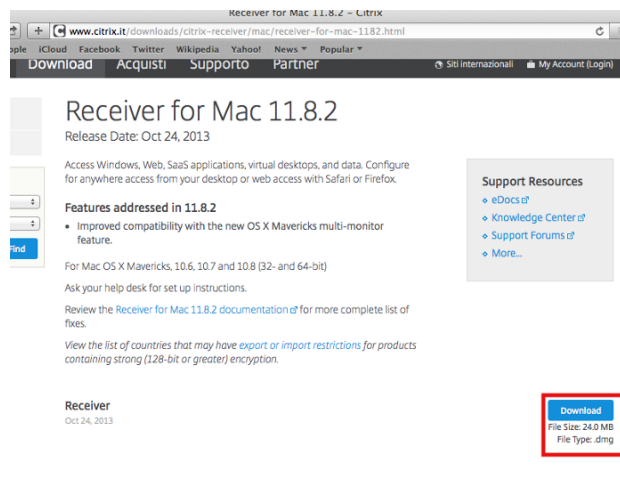 Receiver for Mac 11.8.2 – Citrix
www.citrix.it/downloads/citrix-receiver/mac/receiver-for-mac-1182.html
iCloud Facebook Twitter Wikipedia Yahoo! News Popular
Download Acquisti Supporto Partner Siti internazionali My Account (Login)
Receiver for Mac 11.8.2
Release Date: Oct 24, 2013
Access Windows, Web, SaaS applications, virtual desktops, and data. Configure
for anywhere access from your desktop or web access with Safari or Firefox.
Features addressed in 11.8.2
• Improved compatibility with the new OS X Mavericks multi-monitor
feature.
For Mac OS X Mavericks, 10.6, 10.7 and 10.8 (32- and 64-bit)
Ask your help desk for set up instructions.
Review the Receiver for Mac 11.8.2 documentation for more complete list of
fixes.
View the list of countries that may have export or import restrictions for products
containing strong (128-bit or greater) encryption.
Find
Support Resources
eDocs
Knowledge Center
Support Forums
More...
Receiver
Oct 24, 2013
Download
File Size: 24.0 MB
File Type: .dmg